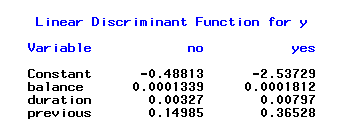 Linear Discriminant Function for y
Variable no yes
Constant -0.48813 -2.53729
balance 0.0001339 0.0001812
duration 0.00327 0.00797
previous 0.14985 0.36528